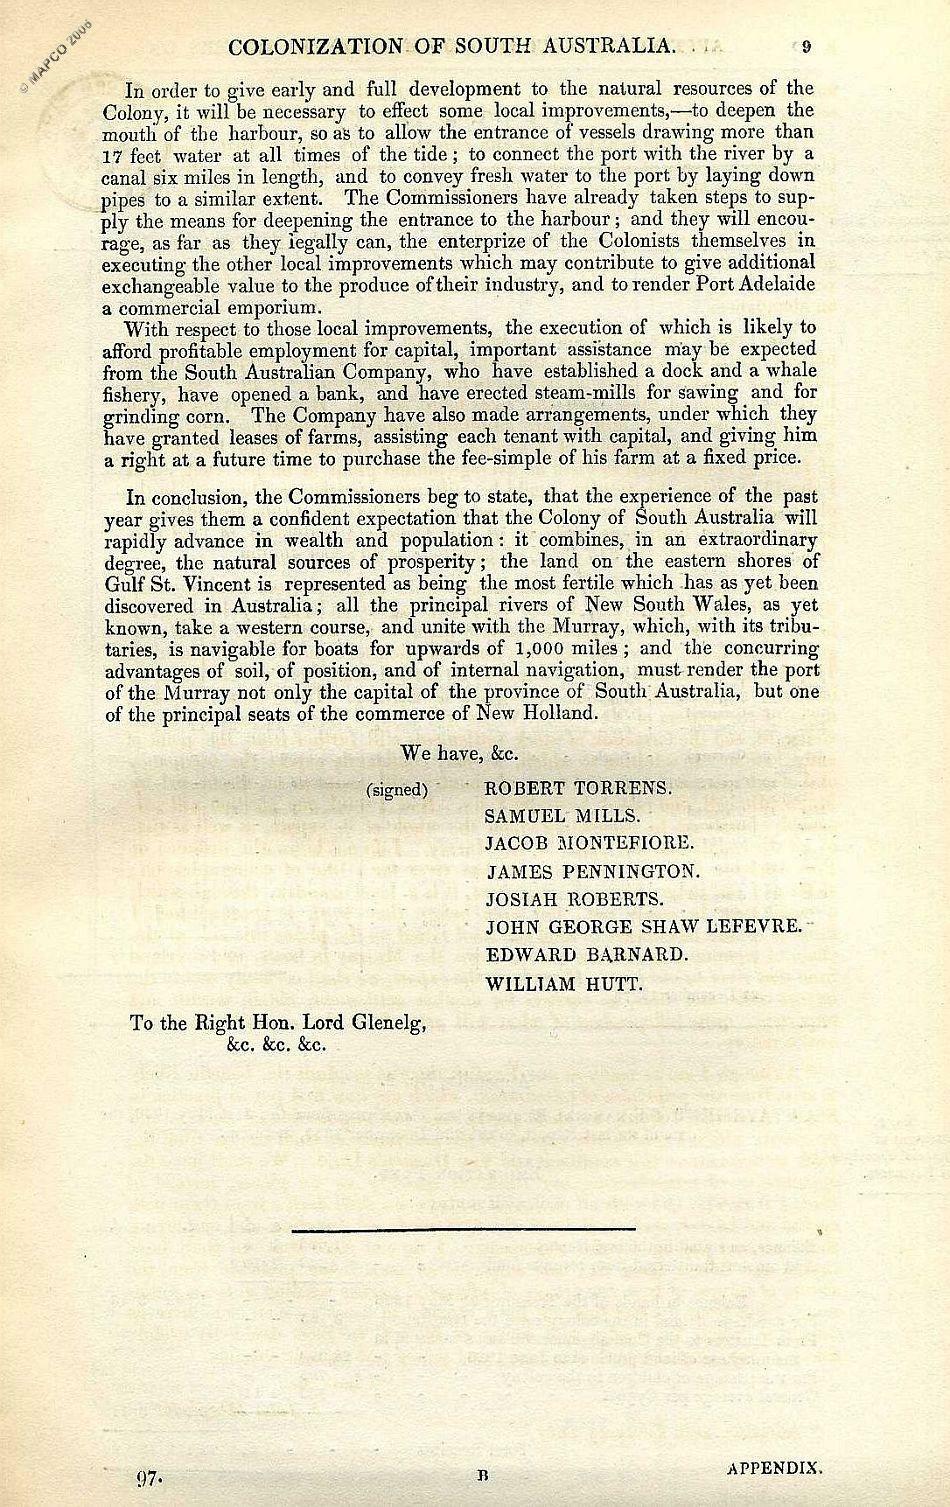 © MAPCO 2006
COLONIZATION OF SOUTH AUSTRALIA. 9
In order to give early and full development to the natural resources of the
Colony, it will be necessary to effect some local improvements,—to deepen the
mouth of the harbour, so as to allow the entrance of vessels drawing more than
17 feet water at all times of the tide; to connect the port with the river by a
canal six miles in length, and to convey fresh water to the port by laying down
pipes to a similar extent. The Commissioners have already taken steps to sup-
ply the means for deepening the entrance to the harbour; and they will encou-
rage, as far as they legally can, the enterprize of the Colonists themselves in
executing the other local improvements which may contribute to give additional
exchangeable value to the produce of their industry, and to render Port Adelaide
a commercial emporium.
With respect to those local improvements, the execution of which is likely to
afford profitable employment for capital, important assistance may be expected
from the South Australian Company, who have established a dock and a whale
fishery, have opened a bank, and have erected steam-mills for sawing and for
grinding corn. The Company have also made arrangements, under which they
have granted leases of farms, assisting each tenant with capital, and giving him
a right at a future time to purchase the fee-simple of his farm at a fixed price.
In conclusion, the Commissioners beg to state, that the experience of the past
year gives them a confident expectation that the Colony of South Australia will
rapidly advance in wealth and population: it combines, in an extraordinary
degree, the natural sources of prosperity; the land on the eastern shores of
Gulf St. Vincent is represented as being the most fertile which has as yet been
discovered in Australia; all the principal rivers of New South Wales, as yet
known, take a western course, and unite with the Murray, which, with its tribu-
taries, is navigable for boats for upwards of 1,000 miles; and the concurring
advantages of soil, of position, and of internal navigation, must render the port
of the Murray not only the capital of the province of South Australia, but one
of the principal seats of the commerce of New Holland.
We have, &c.
(signed) ROBERT TORRENS.
SAMUEL MILLS.
JACOB MONTEFIORE.
JAMES PENNINGTON.
JOSIAH ROBERTS.
JOHN GEORGE SHAW LEFEVRE.
EDWARD BARNARD.
WILLIAM HUTT.
To the Right Hon. Lord Glenelg,
&c. &c. &c.
97. B APPENDIX.